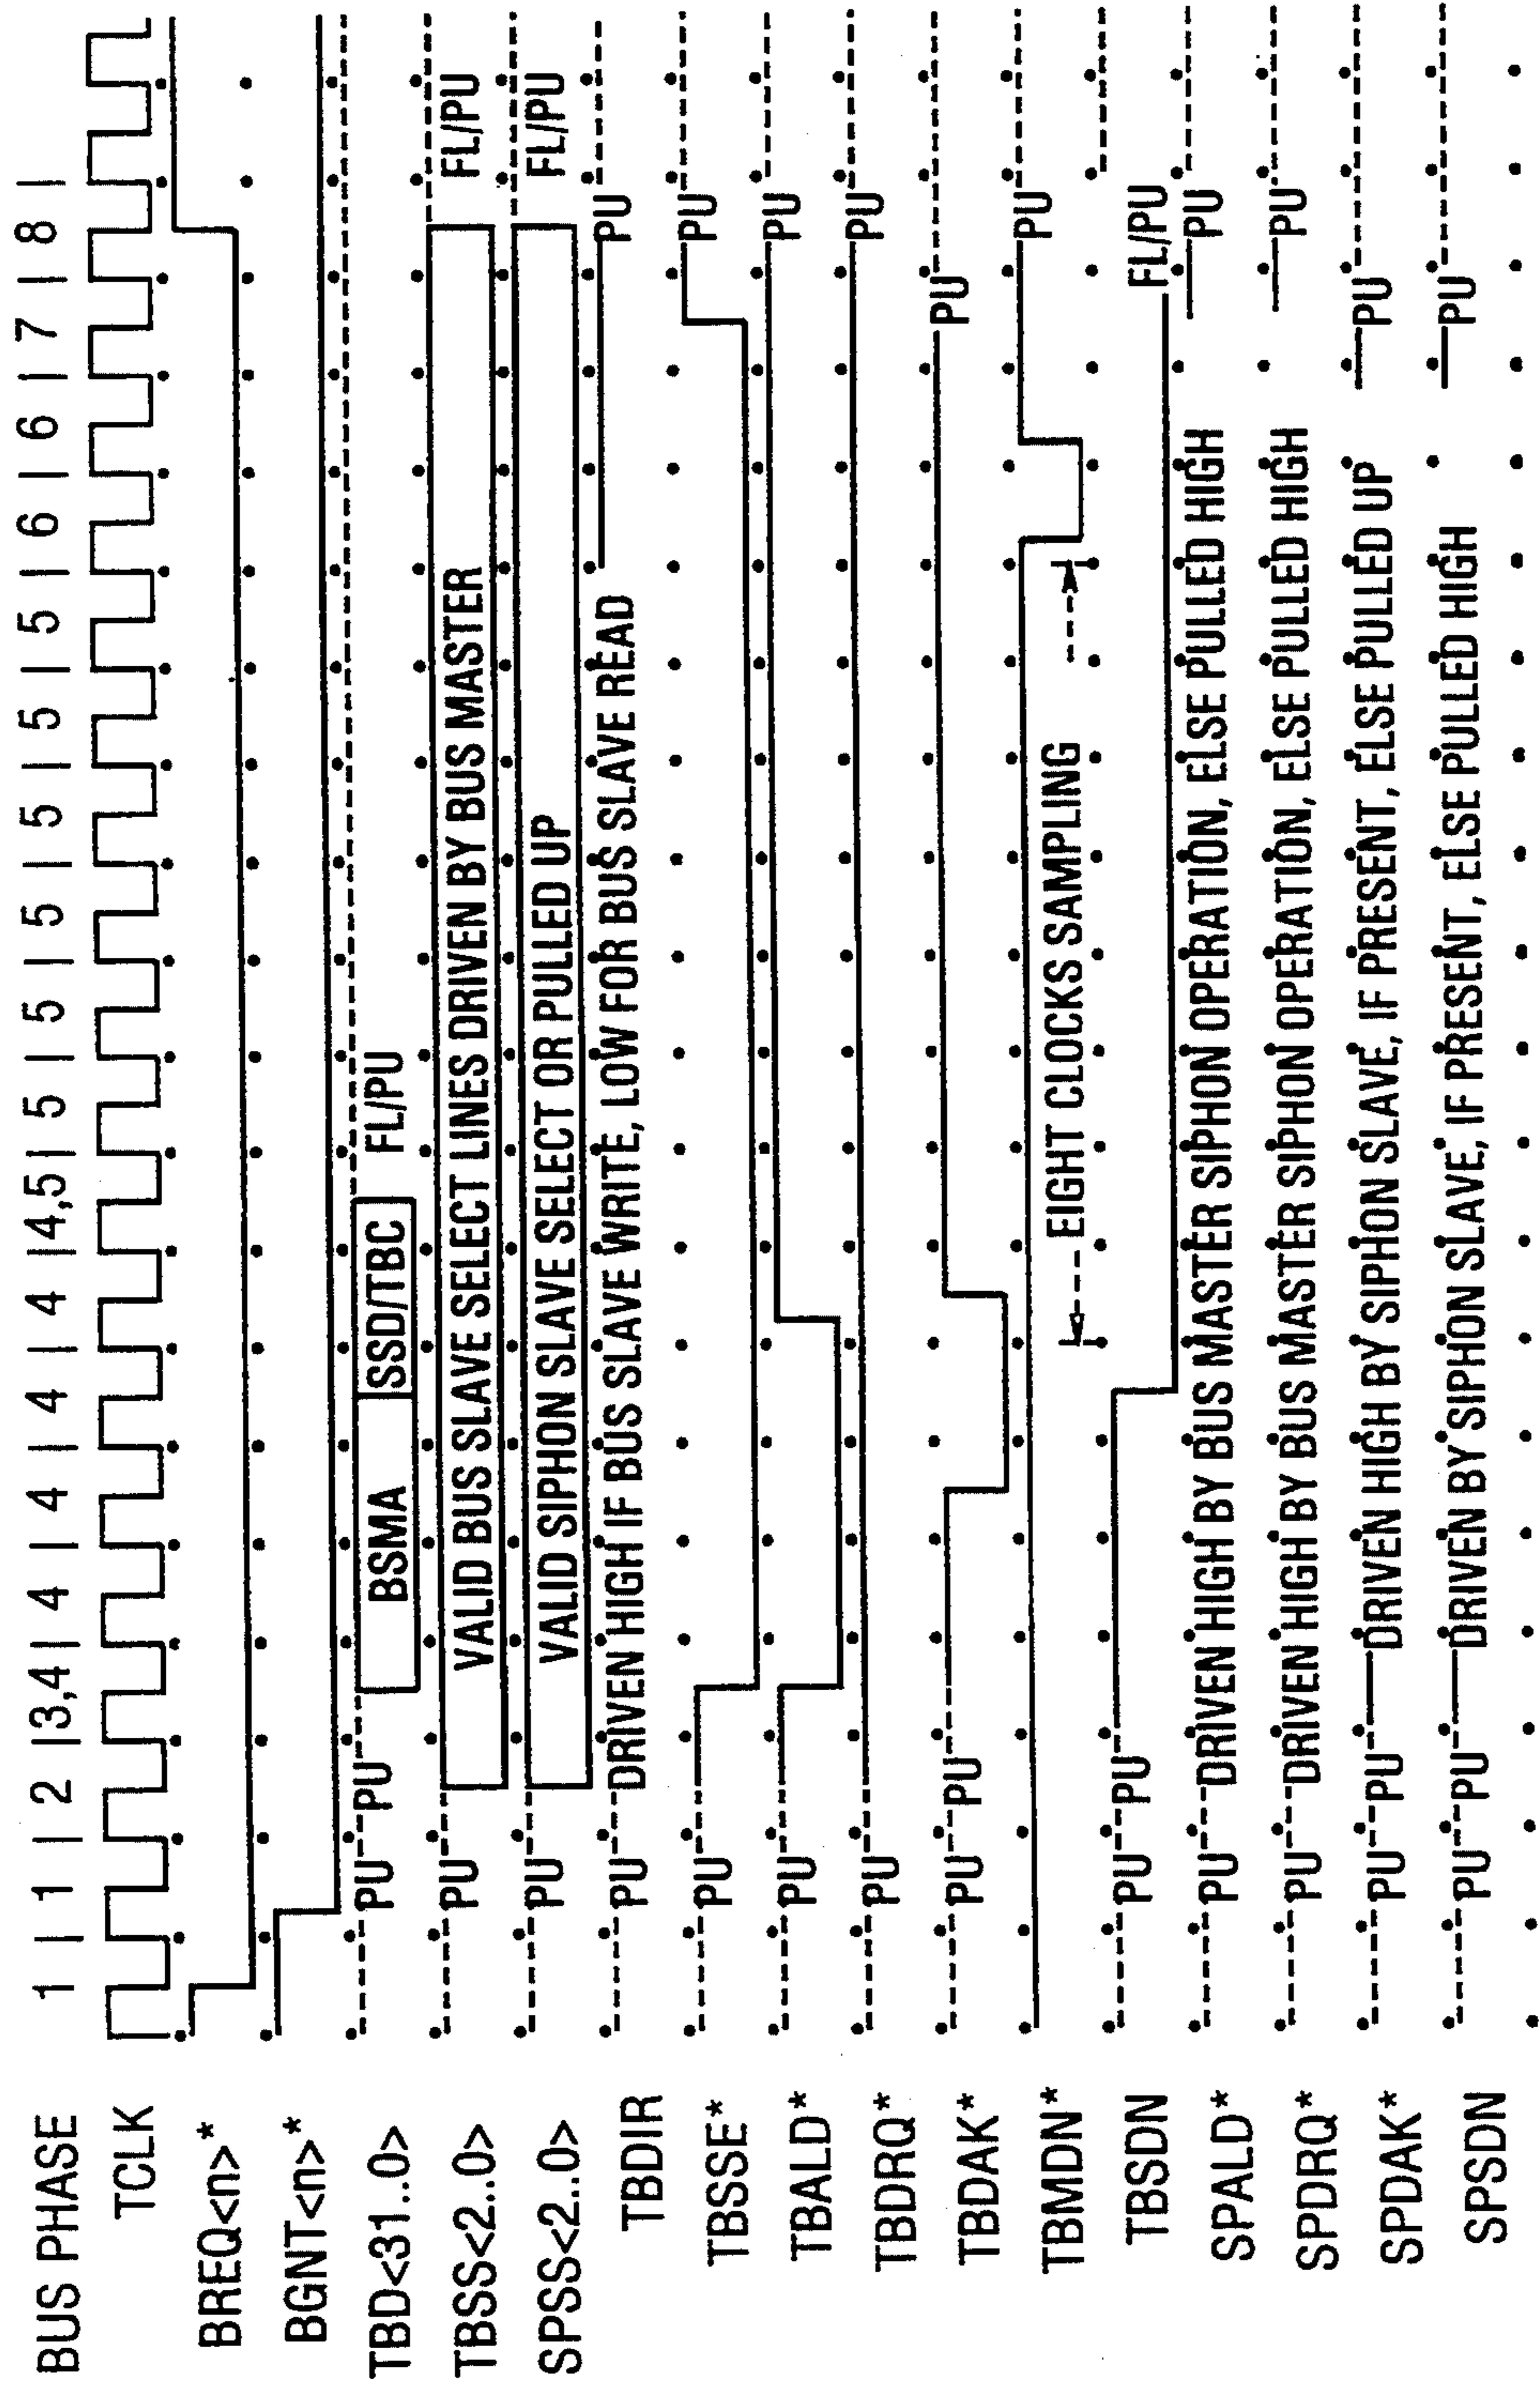 BUS PHASE 1 | 1 | 2 |3,4| 4 | 4 | 4 | 4 |4,5| 5 | 5 | 5 | 5 | 5 | 5 | 6 | 6 | 7 | 8 |
TCLK
BREQ<n>*
BGNT<n>*
TBD<31..0> PU PU BSMA SSD/TBC FL/PU
TBSS<2..0> PU VALID BUS SLAVE SELECT LINES DRIVEN BY BUS MASTER FL/PU
SPSS<2..0> PU VALID SIPHON SLAVE SELECT OR PULLED UP FL/PU
TBDIR PU DRIVEN HIGH IF BUS SLAVE WRITE, LOW FOR BUS SLAVE READ PU
TBSSE* PU PU
TBALD* PU PU
TBDRQ* PU PU
TBDAK* PU PU PU
TBMDN* EIGHT CLOCKS SAMPLING PU
TBSDN PU PU FL/PU
SPALD* PU DRIVEN HIGH BY BUS MASTER SIPHON OPERATION, ELSE PULLED HIGH PU
SPDRQ* PU DRIVEN HIGH BY BUS MASTER SIPHON OPERATION, ELSE PULLED HIGH PU
SPDAK* PU PU DRIVEN HIGH BY SIPHON SLAVE, IF PRESENT, ELSE PULLED UP PU
SPSDN PU PU DRIVEN BY SIPHON SLAVE, IF PRESENT, ELSE PULLED HIGH PU